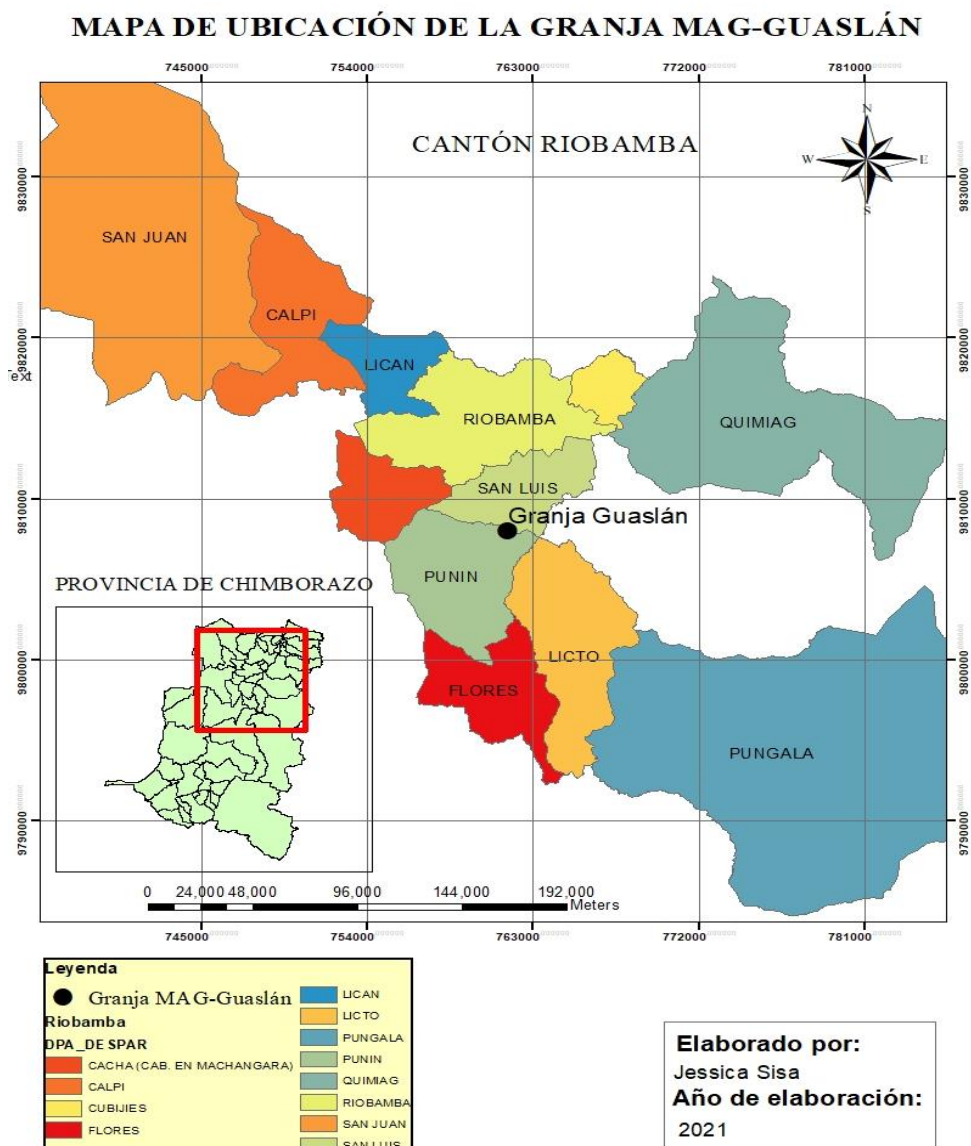 MAPA DE UBICACIÓN DE LA GRANJA MAG-GUASLÁN
745000 754000 763000 772000 781000
CANTÓN RIOBAMBA
N
W E
S
9830000 9830000
SAN JUAN
CALPI
9820000 9820000
LICAN
RIOBAMBA
QUIMIAG
SAN LUIS
9810000 9810000
Granja Guaslán
PUNIN
PROVINCIA DE CHIMBORAZO
9800000 9800000
LICTO
FLORES
PUNGALA
9790000 9790000
0 24,000 48,000 96,000 144,000 192,000
Meters
745000 754000 763000 772000 781000
Leyenda
Granja MAG-Guaslán
Riobamba
DPA_DE SPAR
CACHA (CAB. EN MACHANGARA)
CALPI
CUBIJIES
FLORES
LICAN
LICTO
PUNGALA
PUNIN
QUIMIAG
RIOBAMBA
SAN JUAN
SAN LUIS
Elaborado por:
Jessica Sisa
Año de elaboración:
2021